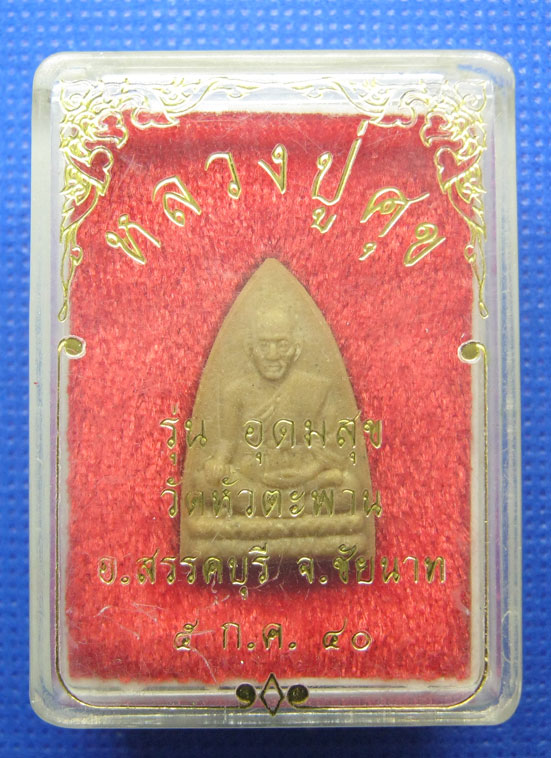 หลวงปู่ศุข
รุ่น อุดมสุข
วัดหัวตะพาน
อ.สรรคบุรี จ.ชัยนาท
๕ ก.ค. ๔๐